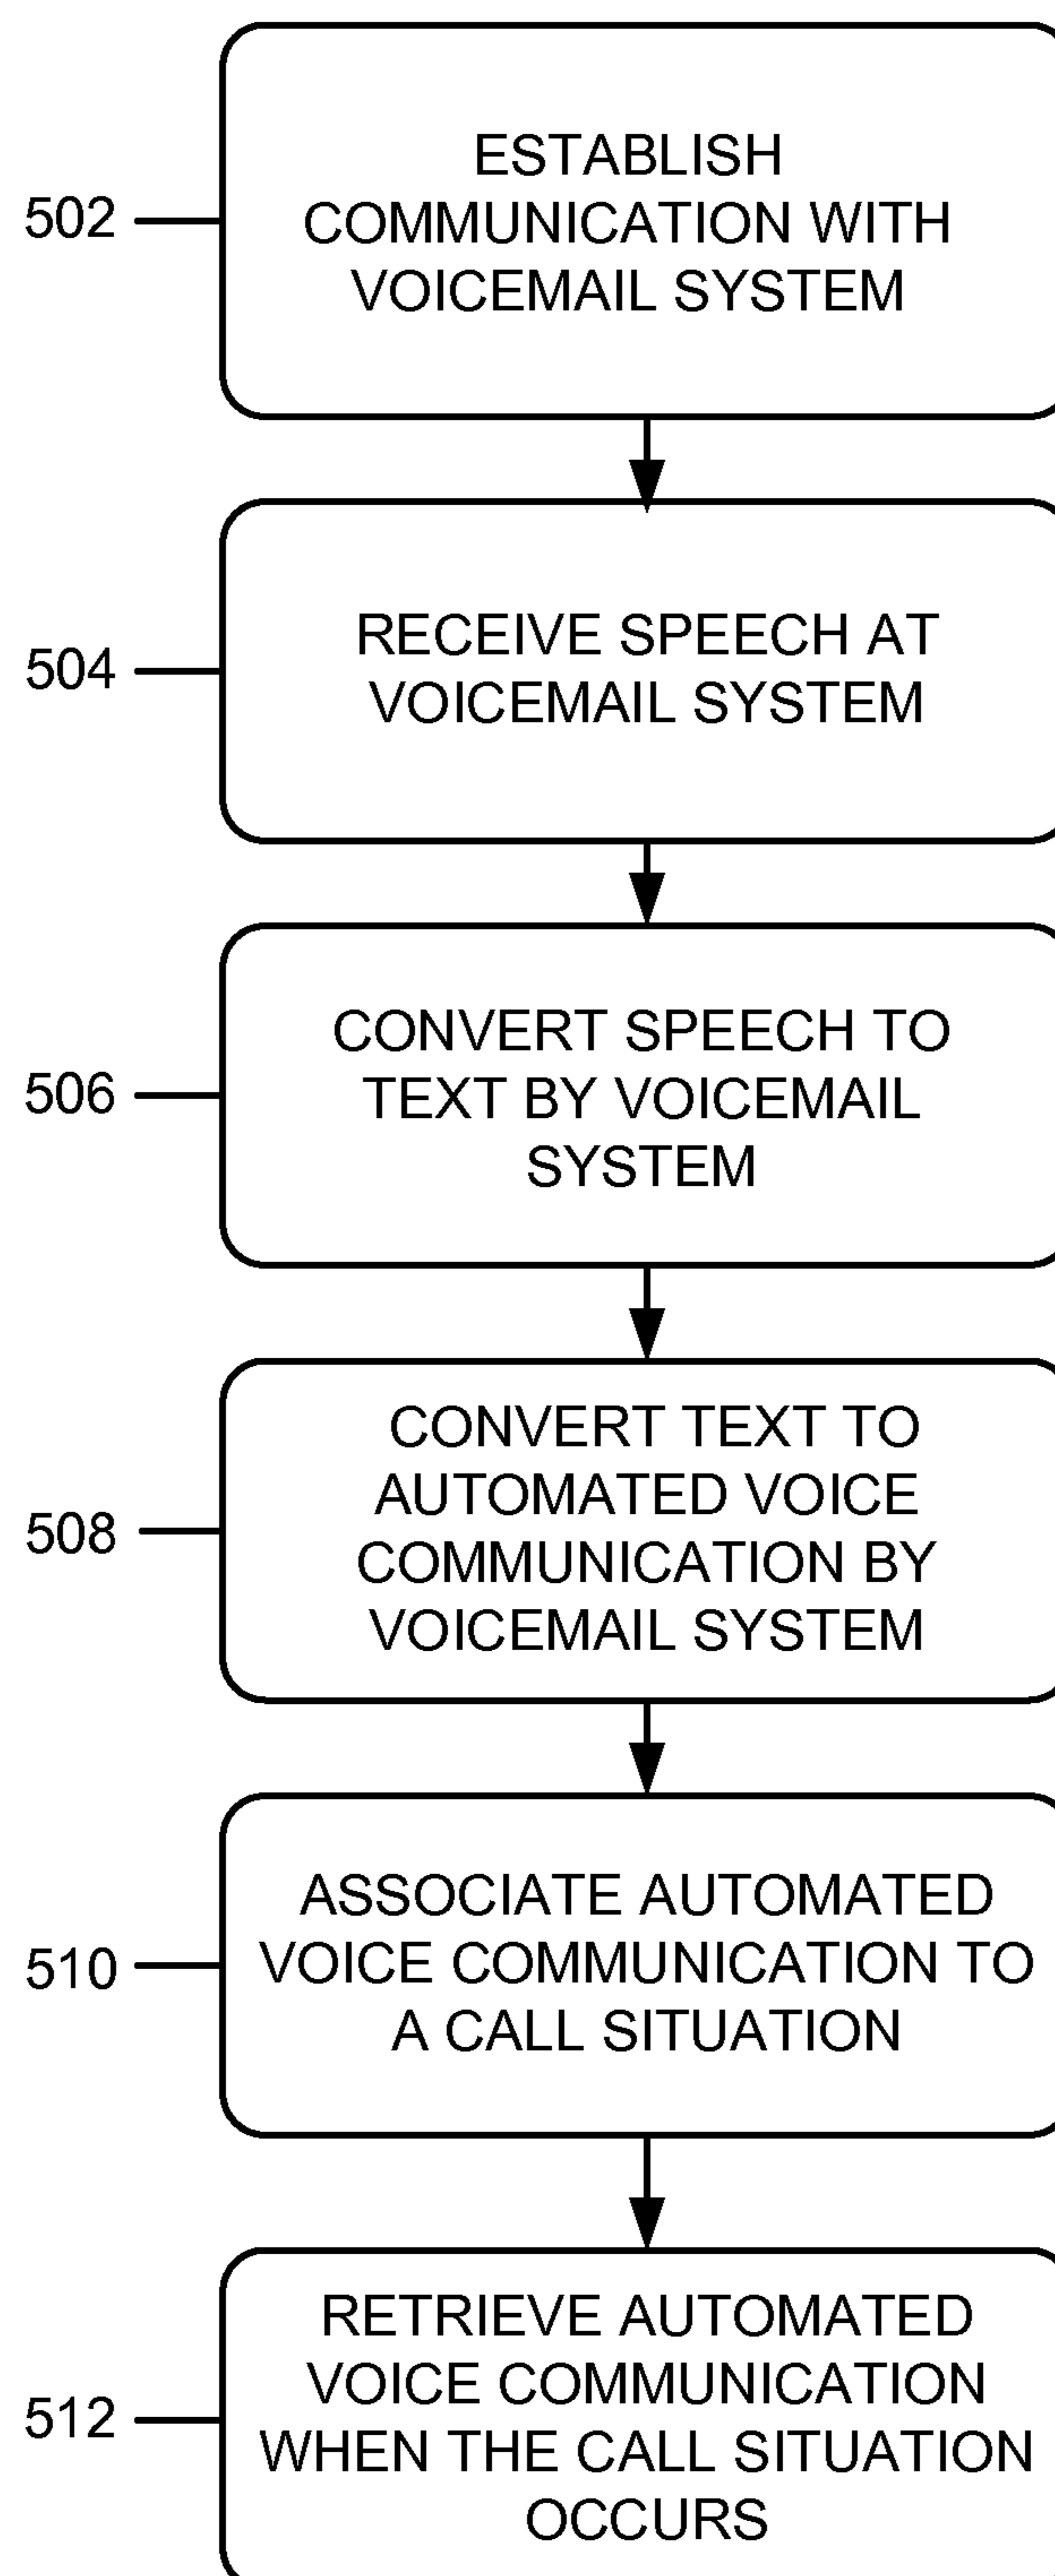 502
ESTABLISH
COMMUNICATION WITH
VOICEMAIL SYSTEM
504
RECEIVE SPEECH AT
VOICEMAIL SYSTEM
506
CONVERT SPEECH TO
TEXT BY VOICEMAIL
SYSTEM
508
CONVERT TEXT TO
AUTOMATED VOICE
COMMUNICATION BY
VOICEMAIL SYSTEM
510
ASSOCIATE AUTOMATED
VOICE COMMUNICATION TO
A CALL SITUATION
512
RETRIEVE AUTOMATED
VOICE COMMUNICATION
WHEN THE CALL SITUATION
OCCURS